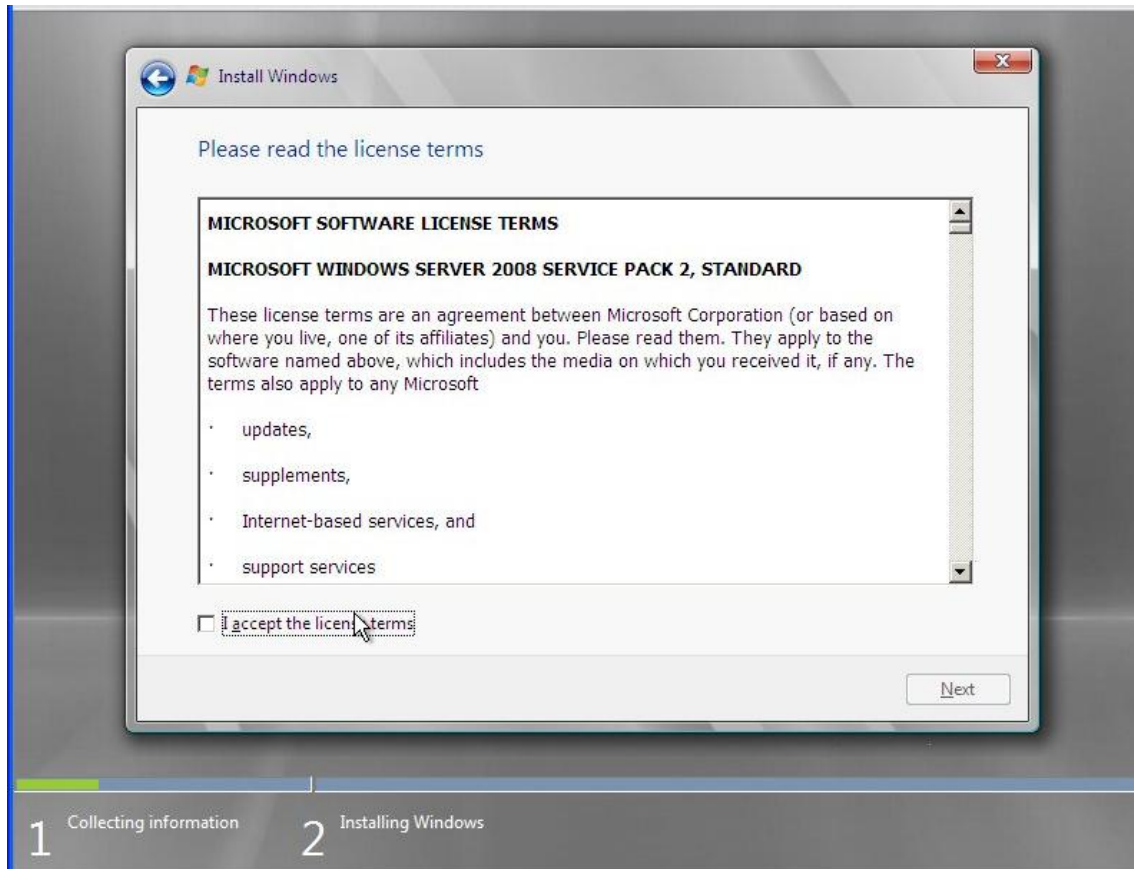 Install Windows
Please read the license terms
MICROSOFT SOFTWARE LICENSE TERMS
MICROSOFT WINDOWS SERVER 2008 SERVICE PACK 2, STANDARD
These license terms are an agreement between Microsoft Corporation (or based on
where you live, one of its affiliates) and you. Please read them. They apply to the
software named above, which includes the media on which you received it, if any. The
terms also apply to any Microsoft
· updates,
· supplements,
· Internet-based services, and
· support services
I accept the license terms
Next
1 Collecting information
2 Installing Windows